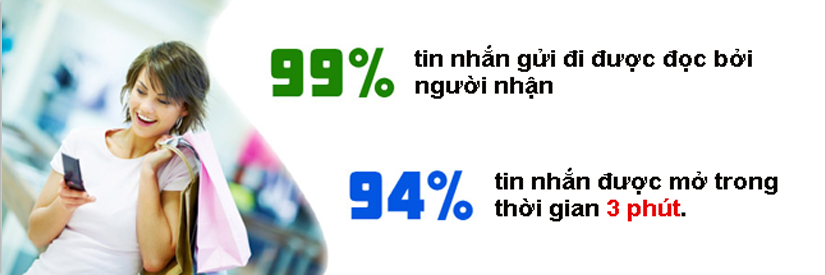 99% tin nhắn gửi đi được đọc bởi
người nhận
94% tin nhắn được mở trong
thời gian 3 phút.